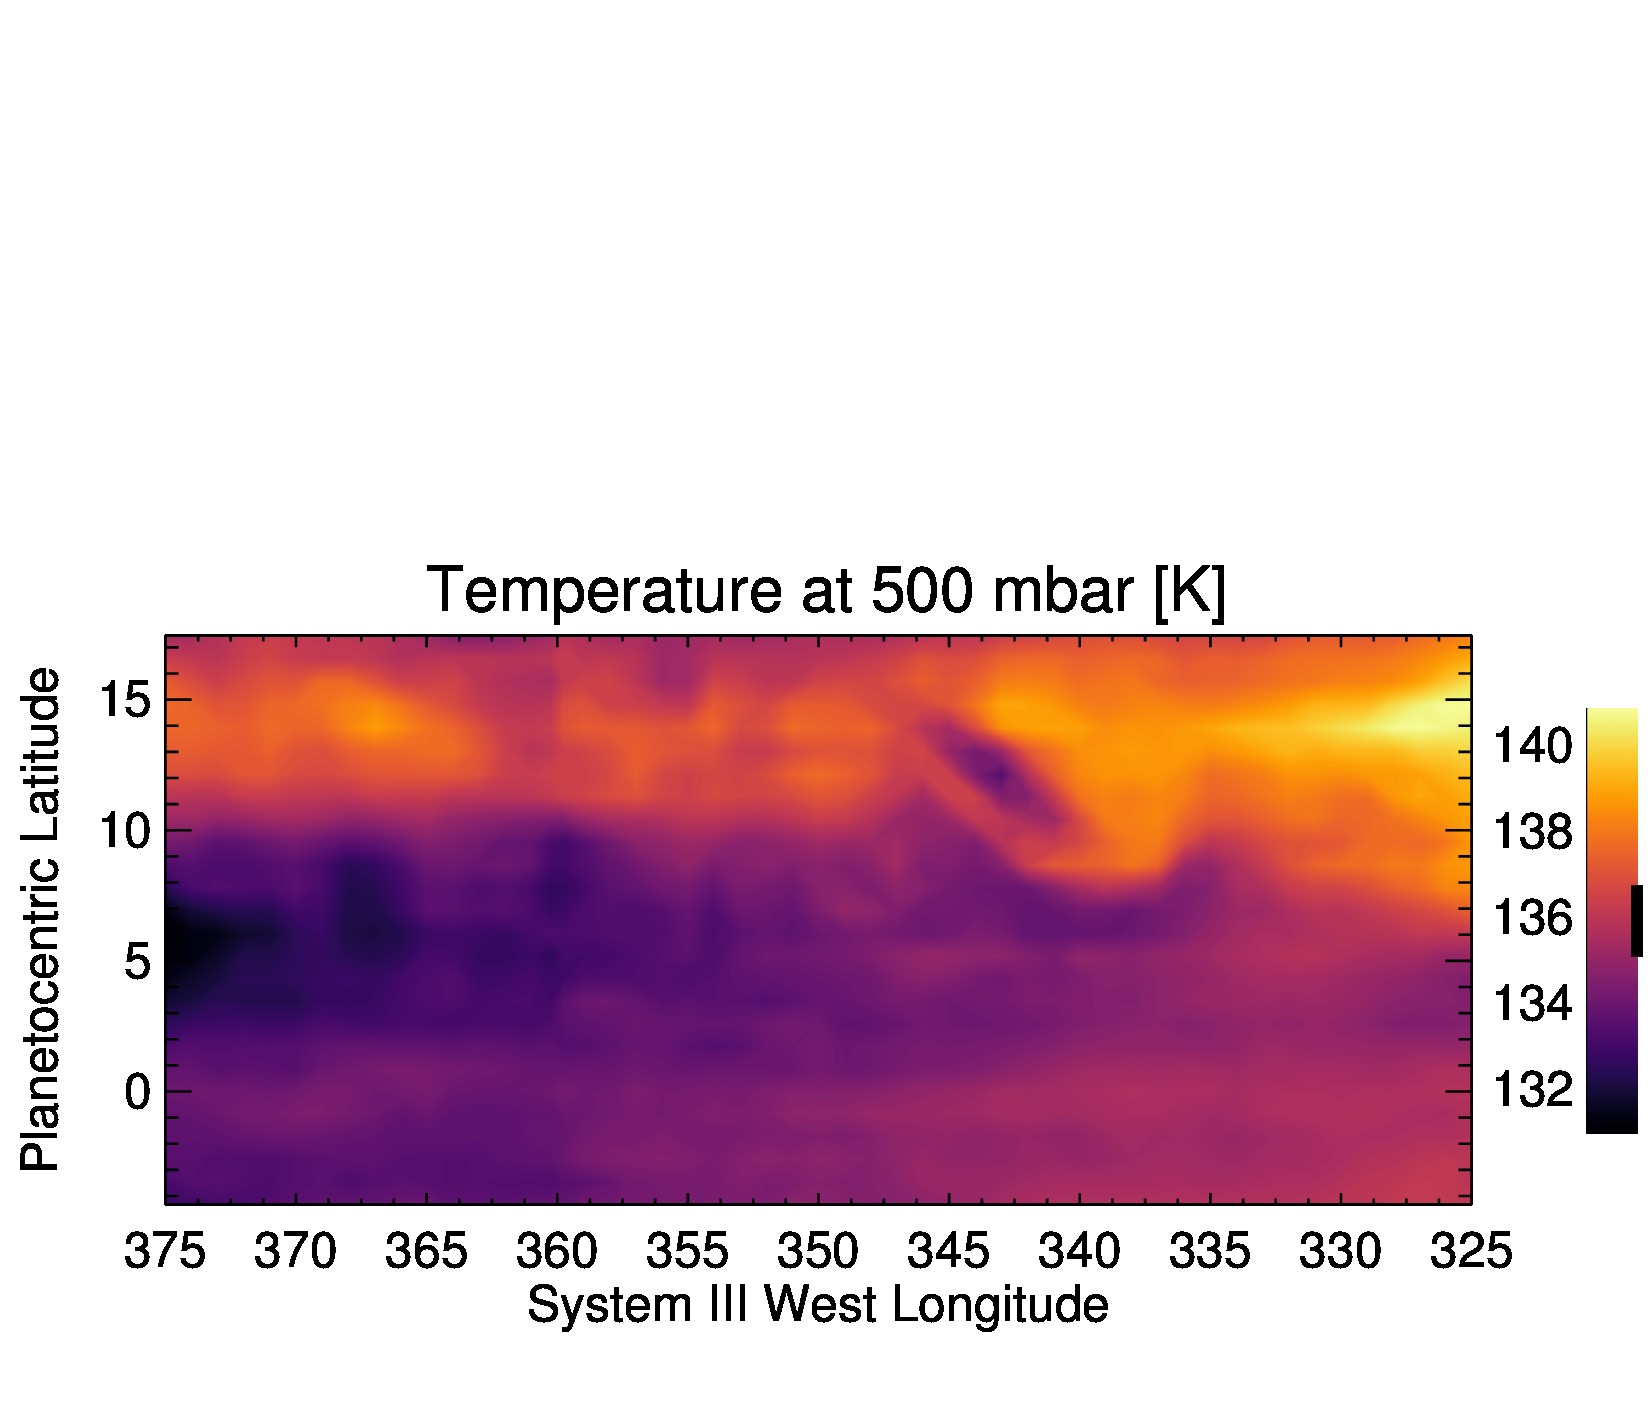 Temperature at 500 mbar [K]
Planetocentric Latitude
15
10
5
0
375 370 365 360 355 350 345 340 335 330 325
System III West Longitude
140
138
136
134
132